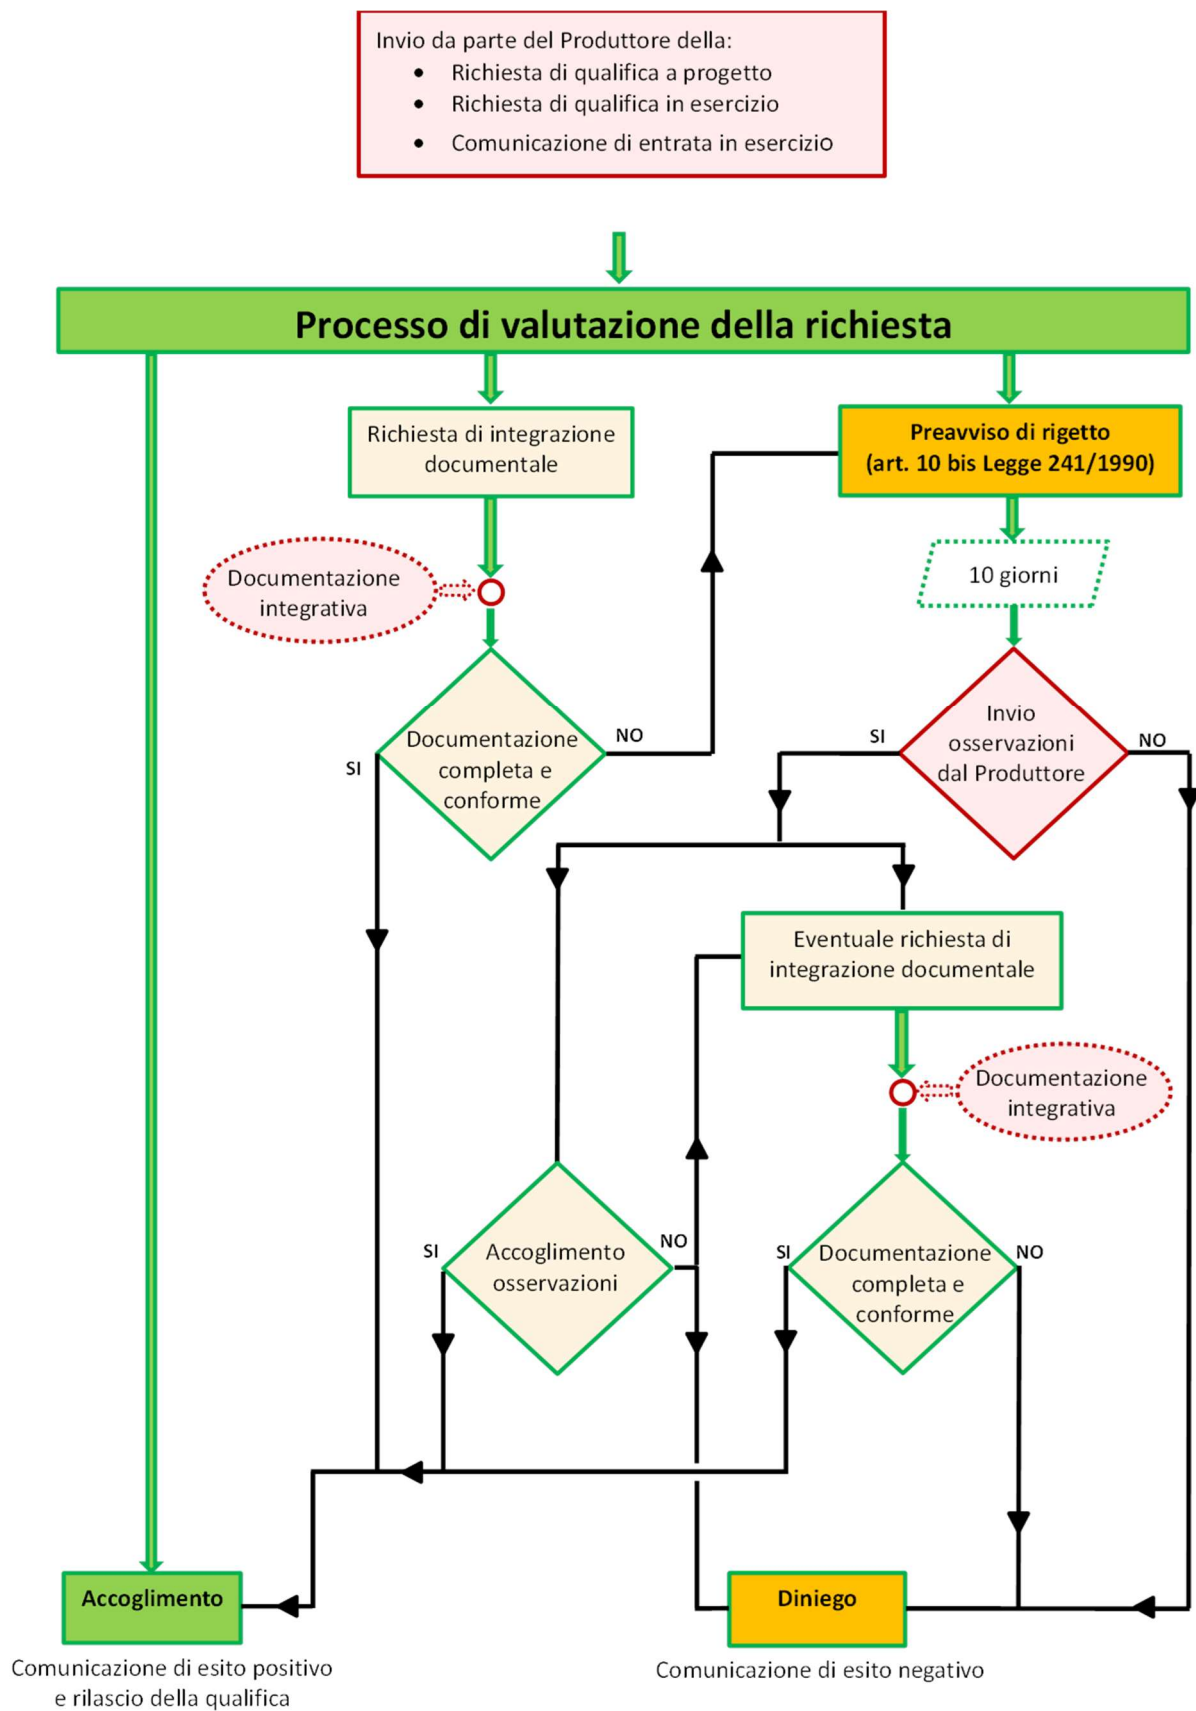 Invio da parte del Produttore della:
• Richiesta di qualifica a progetto
• Richiesta di qualifica in esercizio
• Comunicazione di entrata in esercizio
Processo di valutazione della richiesta
Richiesta di integrazione
documentale
Preavviso di rigetto
(art. 10 bis Legge 241/1990)
Documentazione
integrativa
10 giorni
Documentazione
completa e
conforme
SI
NO
Invio
osservazioni
dal Produttore
SI
NO
Eventuale richiesta di
integrazione documentale
Documentazione
integrativa
SI
Accoglimento
osservazioni
NO
SI
Documentazione
completa e
conforme
NO
Accoglimento
Diniego
Comunicazione di esito positivo
e rilascio della qualifica
Comunicazione di esito negativo